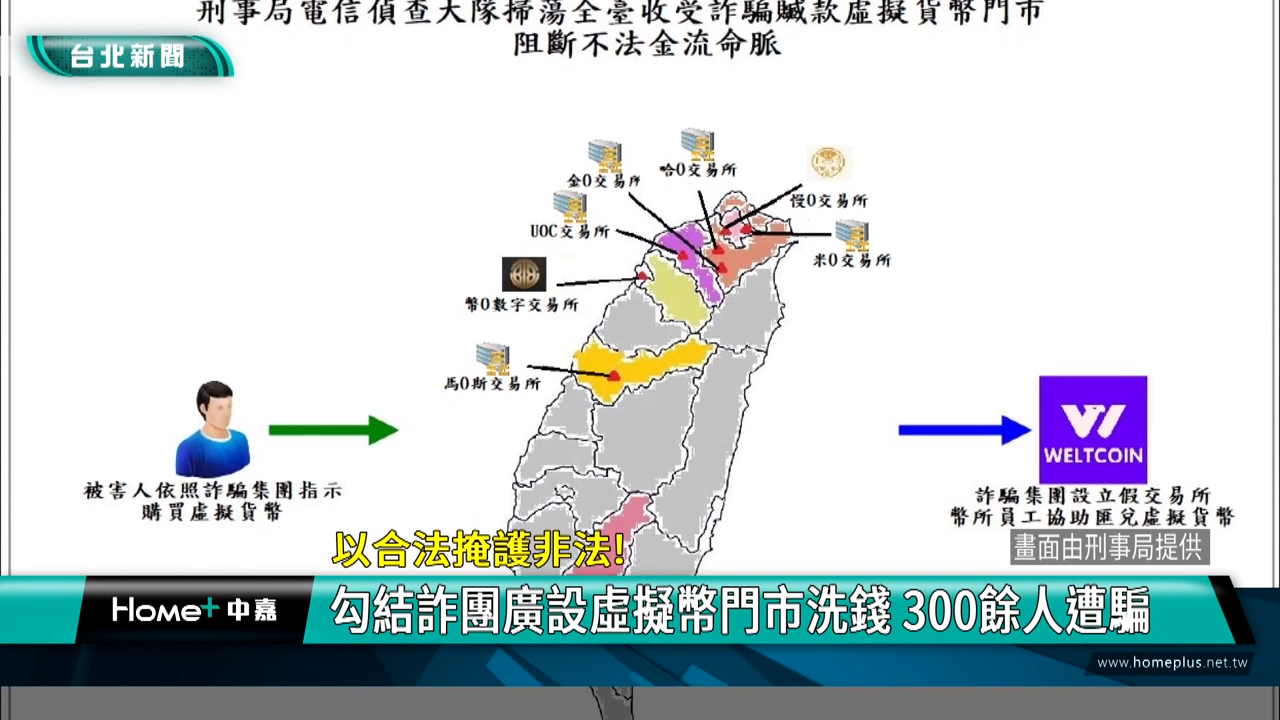 刑事局電信偵查大隊掃蕩全臺收受詐騙贓款虛擬貨幣門市
阻斷不法金流命脈
台北新聞
哈O交易所
金O交易所
慢O交易所
UOC交易所
米O交易所
幣O數字交易所
馬O斯交易所
WELTCOIN
被害人依照詐騙集團指示
購買虛擬貨幣
詐騙集團設立假交易所
幣所員工協助匯兌虛擬貨幣
畫面由刑事局提供
以合法掩護非法!
Home+中嘉
勾結詐團廣設虛擬幣門市洗錢 300餘人遭騙
www.homeplus.net.tw